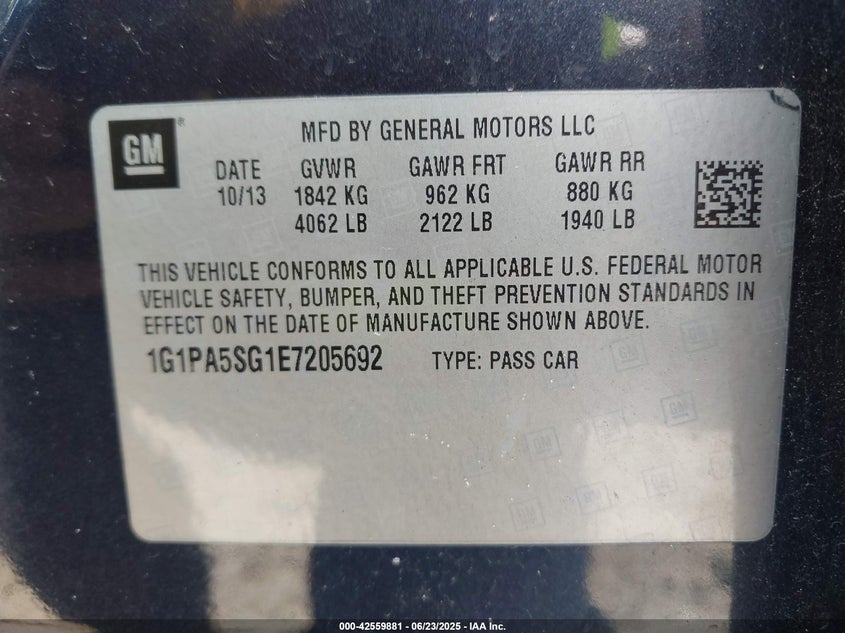 GM ® MFD BY GENERAL MOTORS LLC
DATE GVWR GAWR FRT GAWR RR
10/13 1842 KG 962 KG 880 KG
4062 LB 2122 LB 1940 LB
THIS VEHICLE CONFORMS TO ALL APPLICABLE U.S. FEDERAL MOTOR
VEHICLE SAFETY, BUMPER, AND THEFT PREVENTION STANDARDS IN
EFFECT ON THE DATE OF MANUFACTURE SHOWN ABOVE.
1G1PA5SG1E7205692 TYPE: PASS CAR
000-42559881 - 06/23/2025 - IAA Inc.